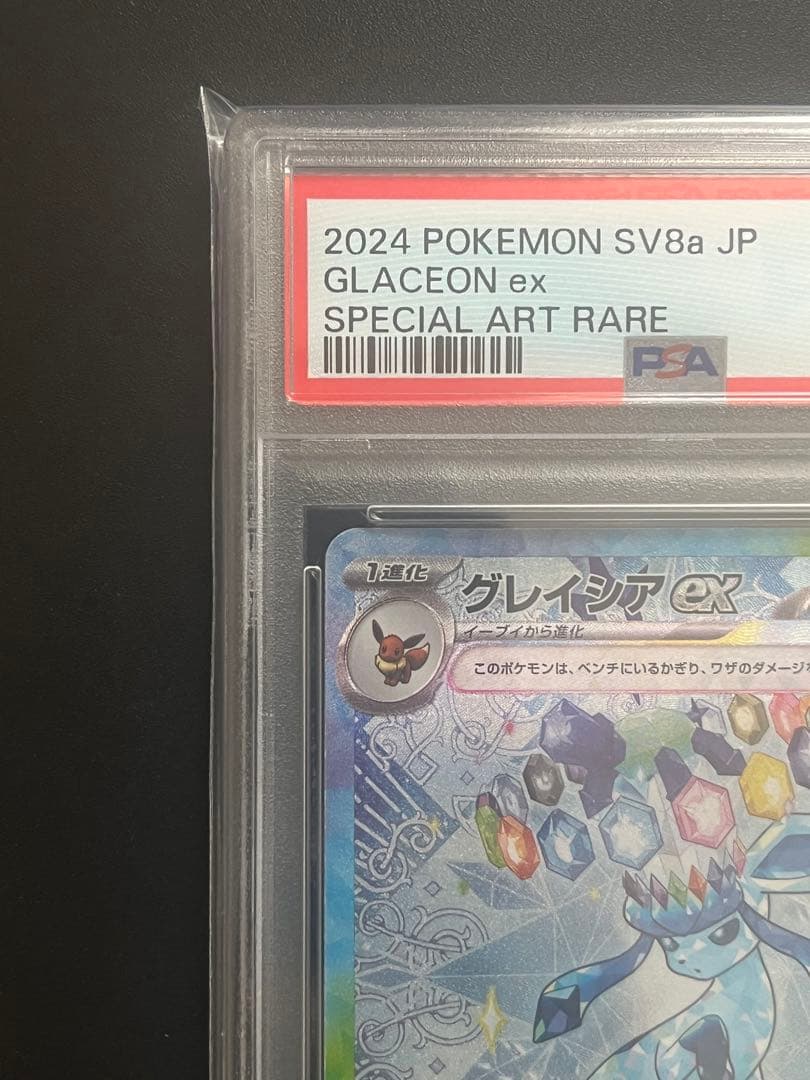 2024 POKEMON SV8a JP
GLACEON ex
SPECIAL ART RARE
PSA
1進化
グレイシアex
イーブイから進化
このポケモンは、ベンチにいるかぎり、ワザのダメージを